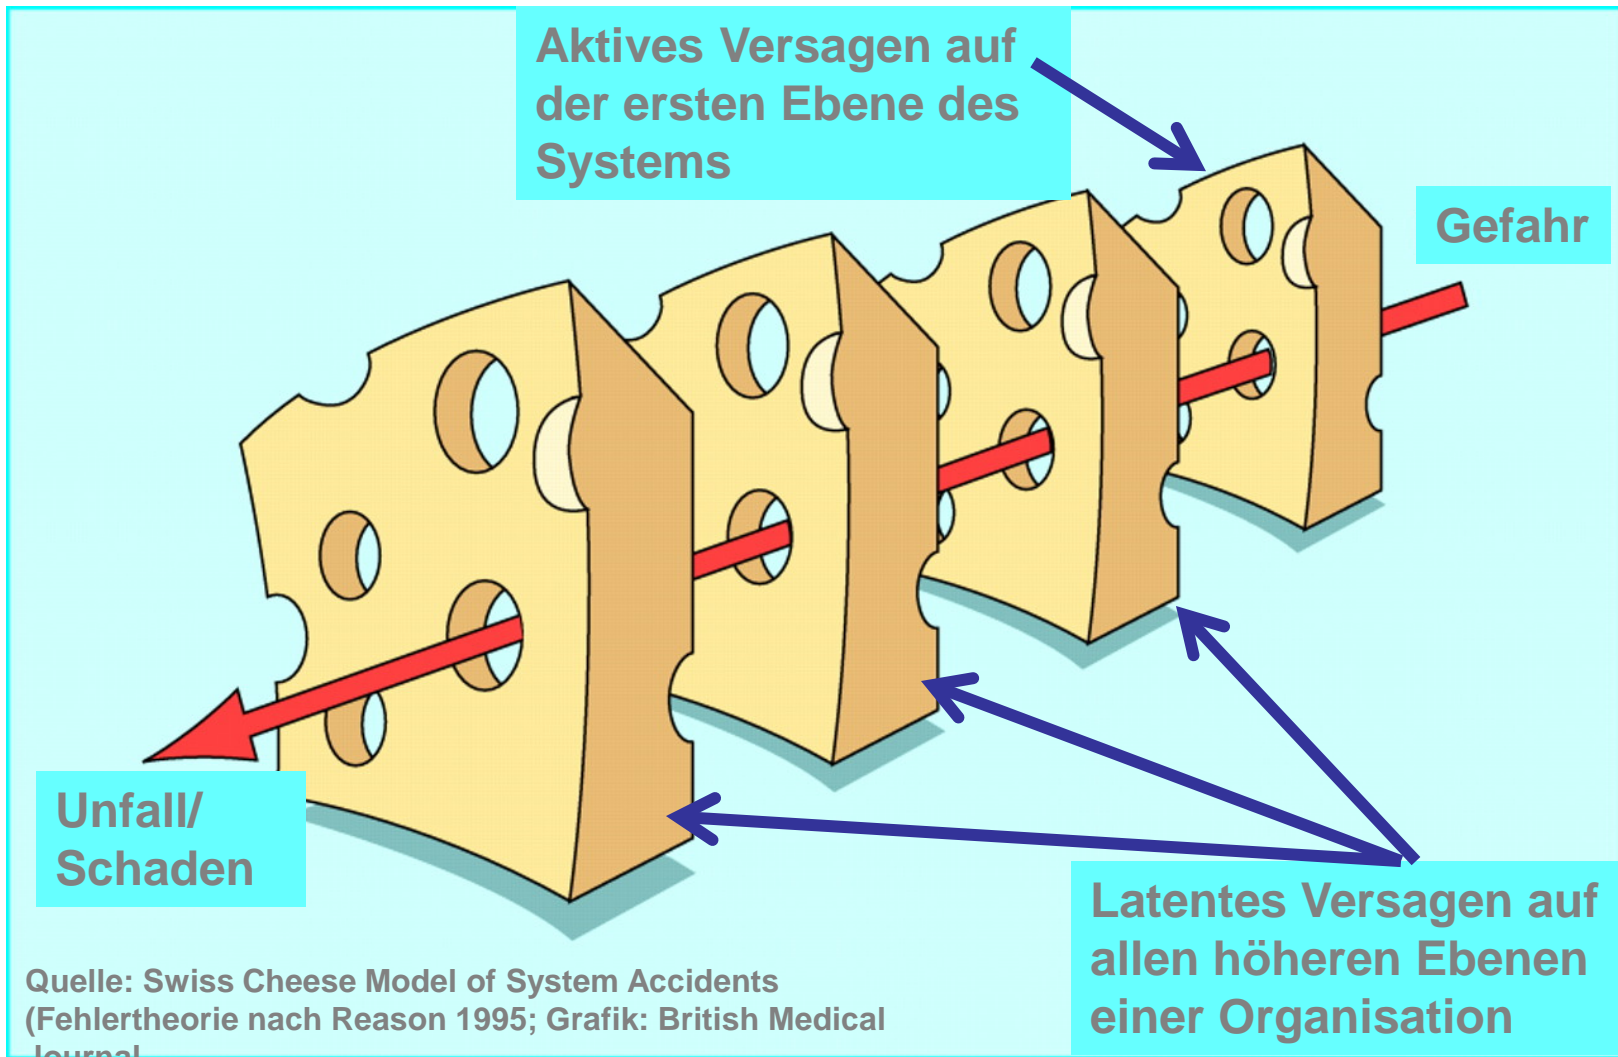 Aktives Versagen auf
der ersten Ebene des
Systems
Gefahr
Unfall/
Schaden
Latentes Versagen auf
allen höheren Ebenen
einer Organisation
Quelle: Swiss Cheese Model of System Accidents
(Fehlertheorie nach Reason 1995; Grafik: British Medical
Journal